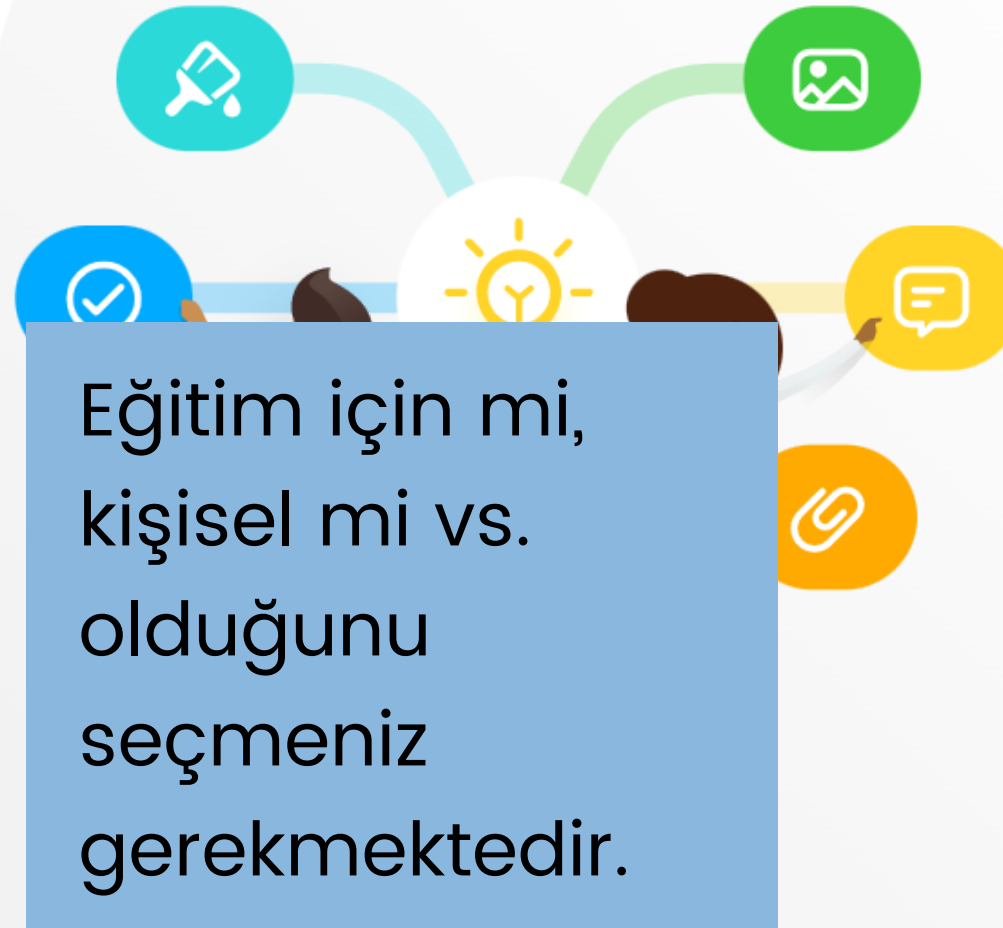 Eğitim için mi,
kişisel mi vs.
olduğunu
seçmeniz
gerekmektedir.